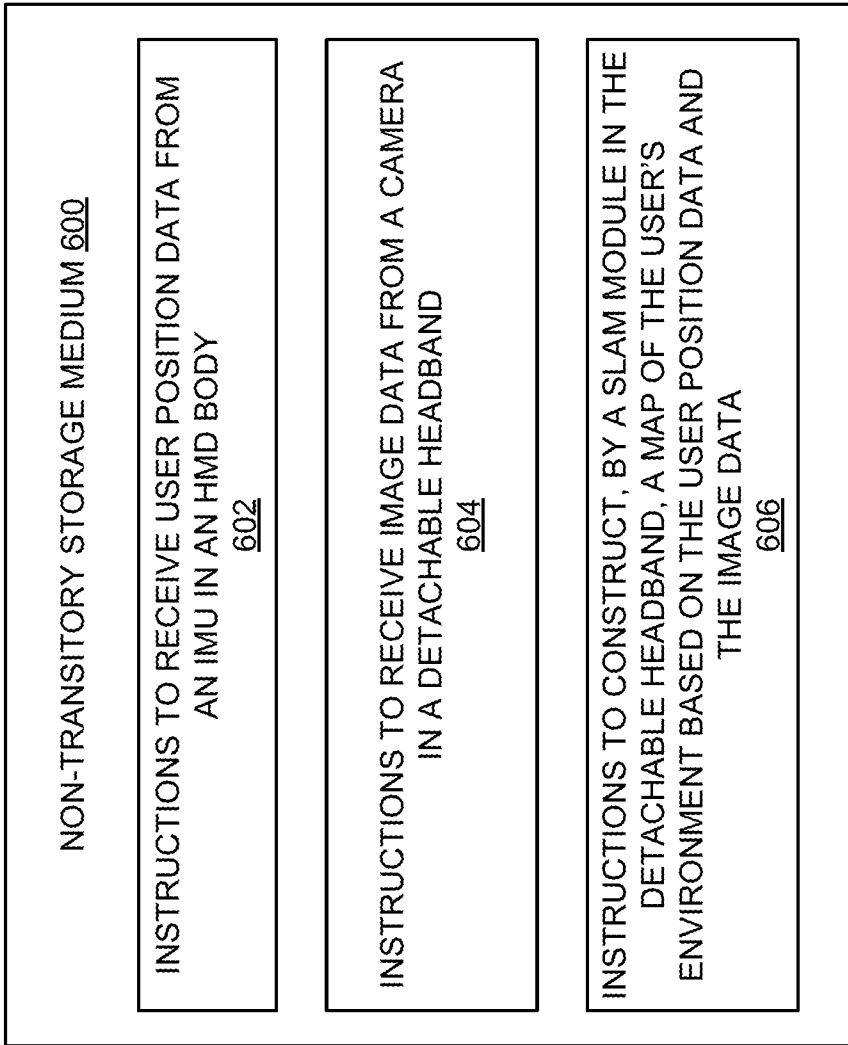 NON-TRANSITORY STORAGE MEDIUM 600
INSTRUCTIONS TO RECEIVE USER POSITION DATA FROM
AN IMU IN AN HMD BODY
602
INSTRUCTIONS TO RECEIVE IMAGE DATA FROM A CAMERA
IN A DETACHABLE HEADBAND
604
INSTRUCTIONS TO CONSTRUCT, BY A SLAM MODULE IN THE
DETACHABLE HEADBAND, A MAP OF THE USER'S
ENVIRONMENT BASED ON THE USER POSITION DATA AND
THE IMAGE DATA
606